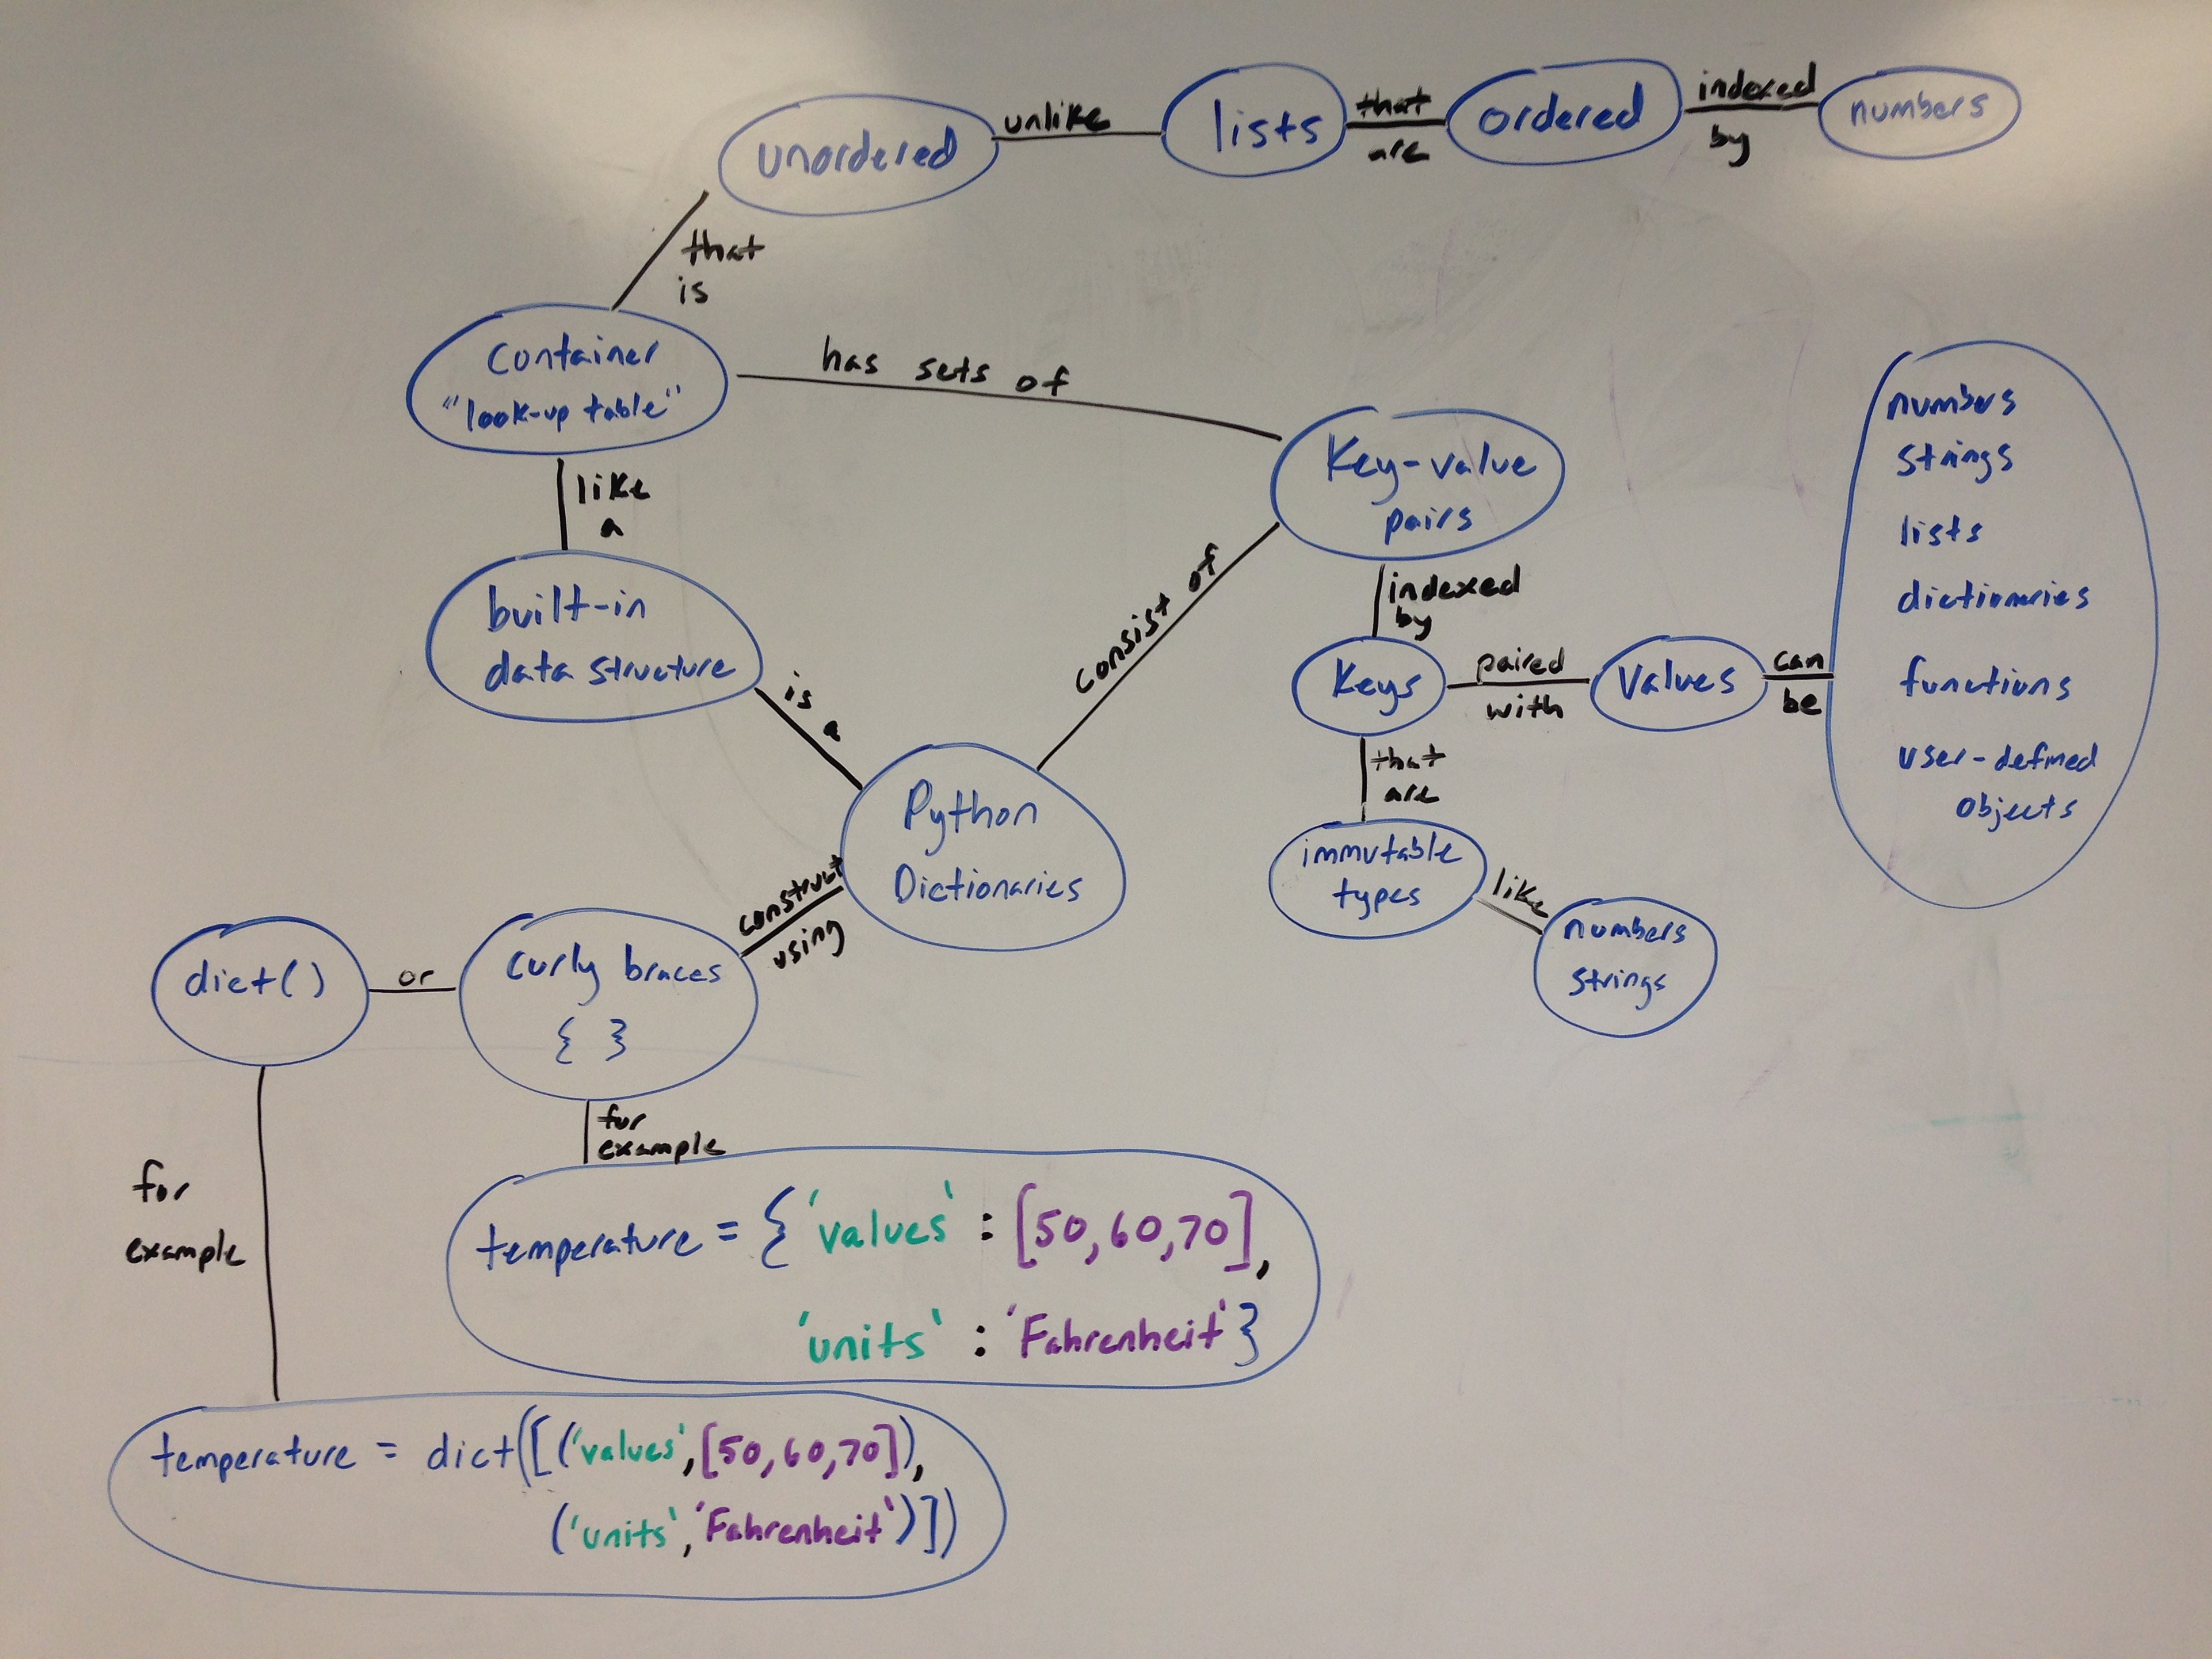 unordered
unlike
lists
that
are
ordered
indexed
by
numbers
that
is
Container
"look-up table"
has sets of
Key-value
pairs
like
a
built-in
data structure
is
a
consist of
Python
Dictionaries
indexed
by
Keys
paired
with
Values
can
be
numbers
strings
lists
dictionaries
functions
user-defined
objects
that
are
immutable
types
like
numbers
strings
construct
using
curly braces
{ }
or
dict()
for
example
temperature = { 'values' : [50, 60, 70],
'units' : 'Fahrenheit' }
for
example
temperature = dict([('values', [50, 60, 70]),
('units', 'Fahrenheit')])